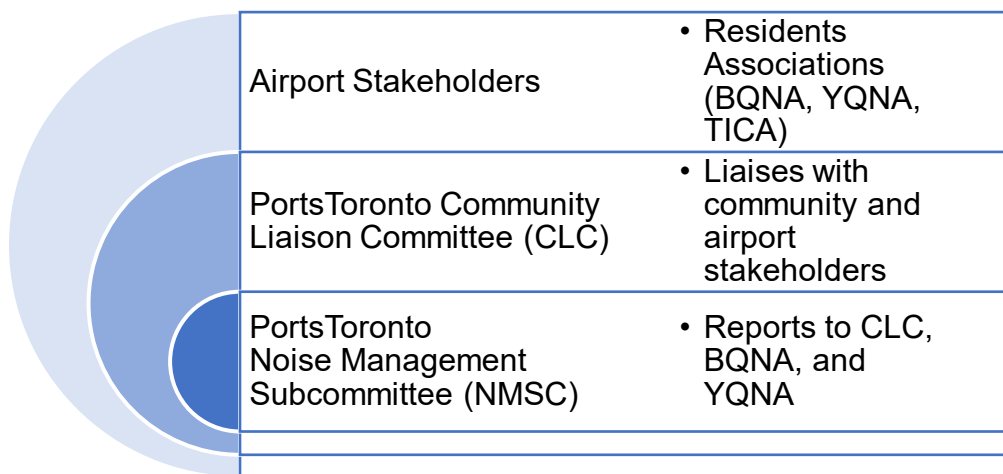 Airport Stakeholders
• Residents
Associations
(BQNA, YQNA,
TICA)
PortsToronto Community
Liaison Committee (CLC)
• Liaises with
community and
airport
stakeholders
PortsToronto
Noise Management
Subcommittee (NMSC)
• Reports to CLC,
BQNA, and
YQNA